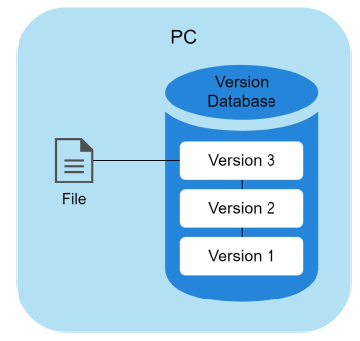 PC
Version
Database
Version 3
File
Version 2
Version 1